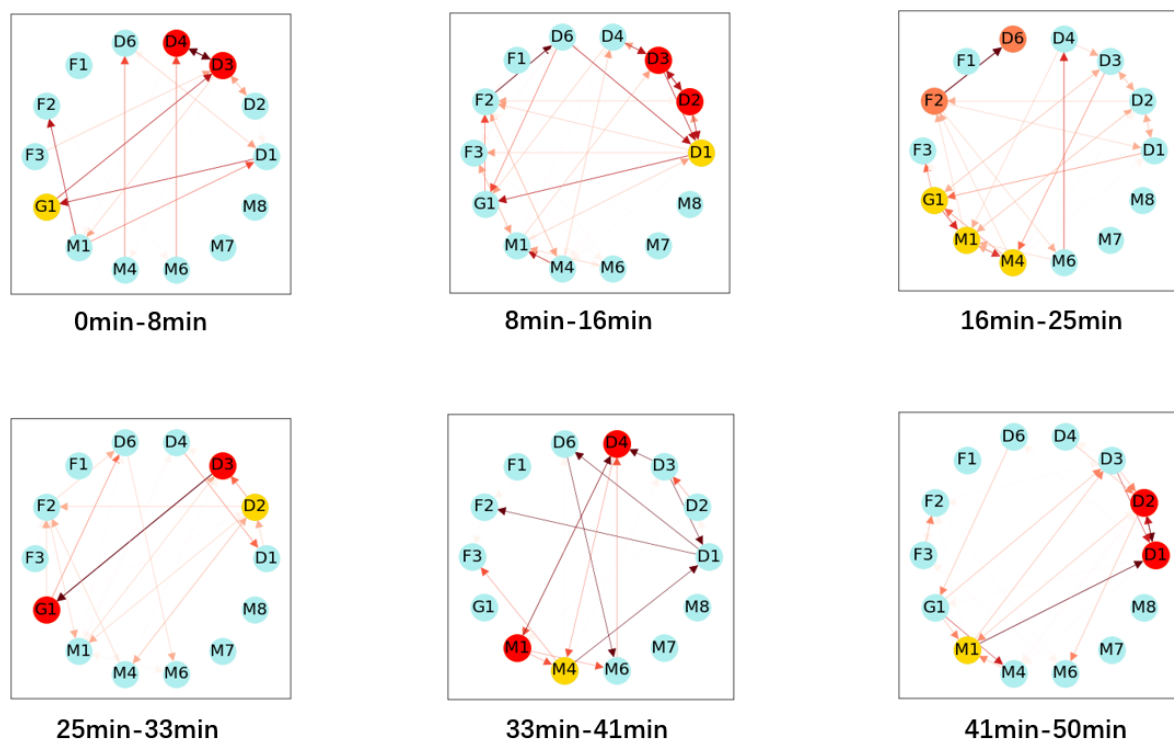 D6 D4
F1 D3
F2 D2
F3 D1
G1 M8
M1 M7
M4 M6
0min-8min
D6 D4
F1 D3
F2 D2
F3 D1
G1 M8
M1 M7
M4 M6
8min-16min
D6 D4
F1 D3
F2 D2
F3 D1
G1 M8
M1 M7
M4 M6
16min-25min
D6 D4
F1 D3
F2 D2
F3 D1
G1 M8
M1 M7
M4 M6
25min-33min
D6 D4
F1 D3
F2 D2
F3 D1
G1 M8
M1 M7
M4 M6
33min-41min
D6 D4
F1 D3
F2 D2
F3 D1
G1 M8
M1 M7
M4 M6
41min-50min